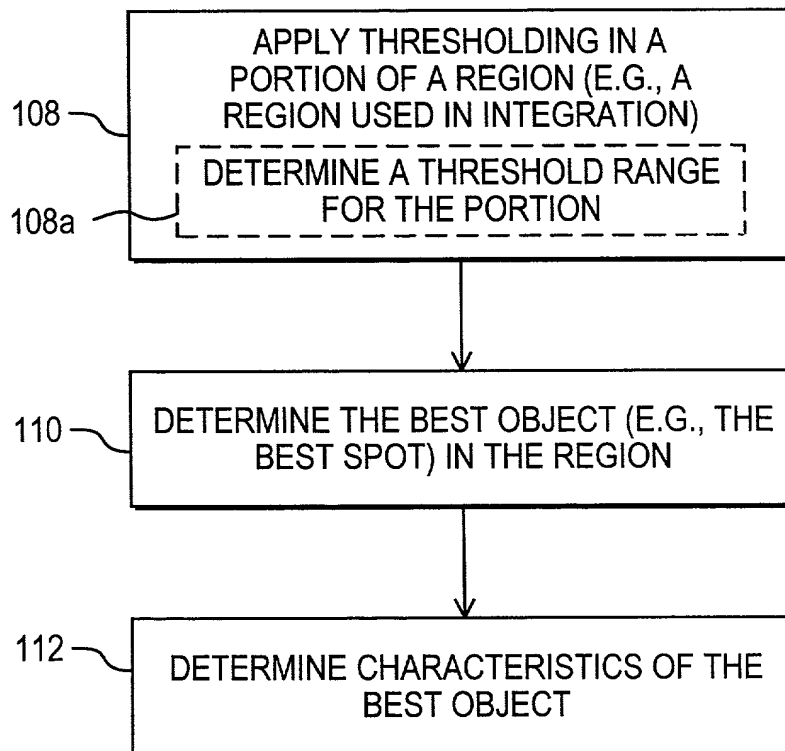 APPLY THRESHOLDING IN A
PORTION OF A REGION (E.G., A
REGION USED IN INTEGRATION)
108
DETERMINE A THRESHOLD RANGE
FOR THE PORTION
108a
DETERMINE THE BEST OBJECT (E.G., THE
BEST SPOT) IN THE REGION
110
DETERMINE CHARACTERISTICS OF THE
BEST OBJECT
112